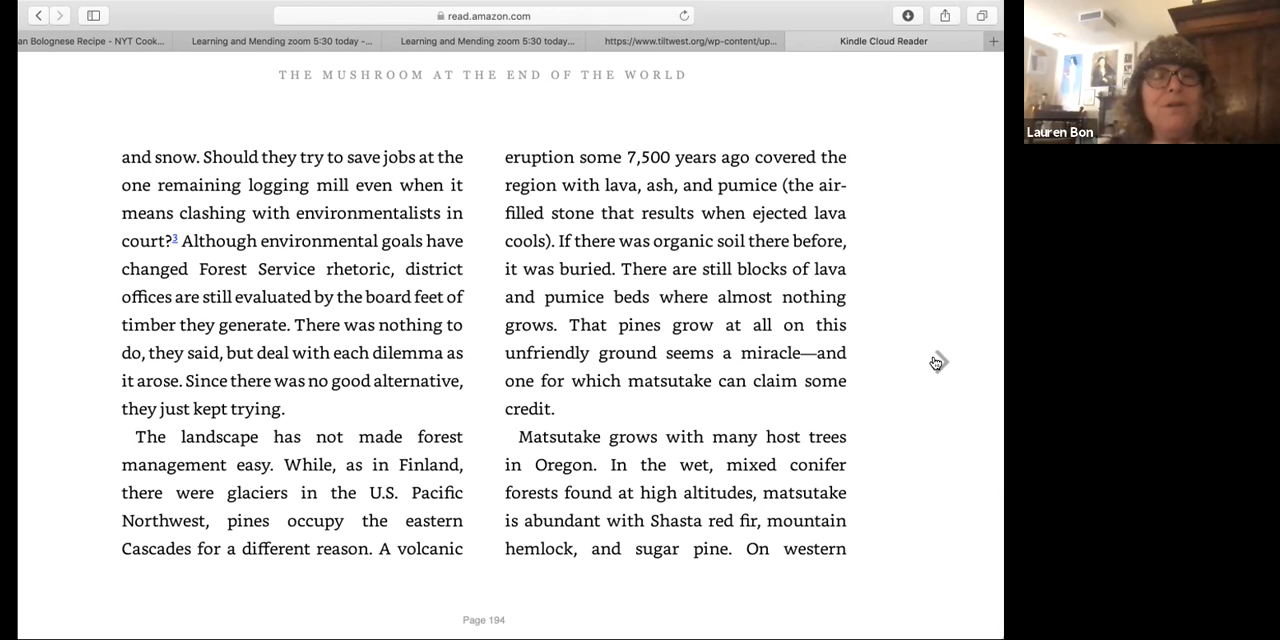 read.amazon.com
an Bolognese Recipe - NYT Cook...
Learning and Mending zoom 5:30 today -...
Learning and Mending zoom 5:30 today...
https://www.tiltwest.org/wp-content/up...
Kindle Cloud Reader
THE MUSHROOM AT THE END OF THE WORLD
and snow. Should they try to save jobs at the
one remaining logging mill even when it
means clashing with environmentalists in
court?3 Although environmental goals have
changed Forest Service rhetoric, district
offices are still evaluated by the board feet of
timber they generate. There was nothing to
do, they said, but deal with each dilemma as
it arose. Since there was no good alternative,
they just kept trying.
The landscape has not made forest
management easy. While, as in Finland,
there were glaciers in the U.S. Pacific
Northwest, pines occupy the eastern
Cascades for a different reason. A volcanic
eruption some 7,500 years ago covered the
region with lava, ash, and pumice (the air-
filled stone that results when ejected lava
cools). If there was organic soil there before,
it was buried. There are still blocks of lava
and pumice beds where almost nothing
grows. That pines grow at all on this
unfriendly ground seems a miracle—and
one for which matsutake can claim some
credit.
Matsutake grows with many host trees
in Oregon. In the wet, mixed conifer
forests found at high altitudes, matsutake
is abundant with Shasta red fir, mountain
hemlock, and sugar pine. On western
Page 194
Lauren Bon